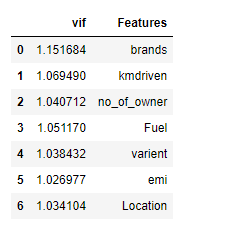 vif Features
0 1.151684 brands
1 1.069490 kmdriven
2 1.040712 no_of_owner
3 1.051170 Fuel
4 1.038432 varient
5 1.026977 emi
6 1.034104 Location